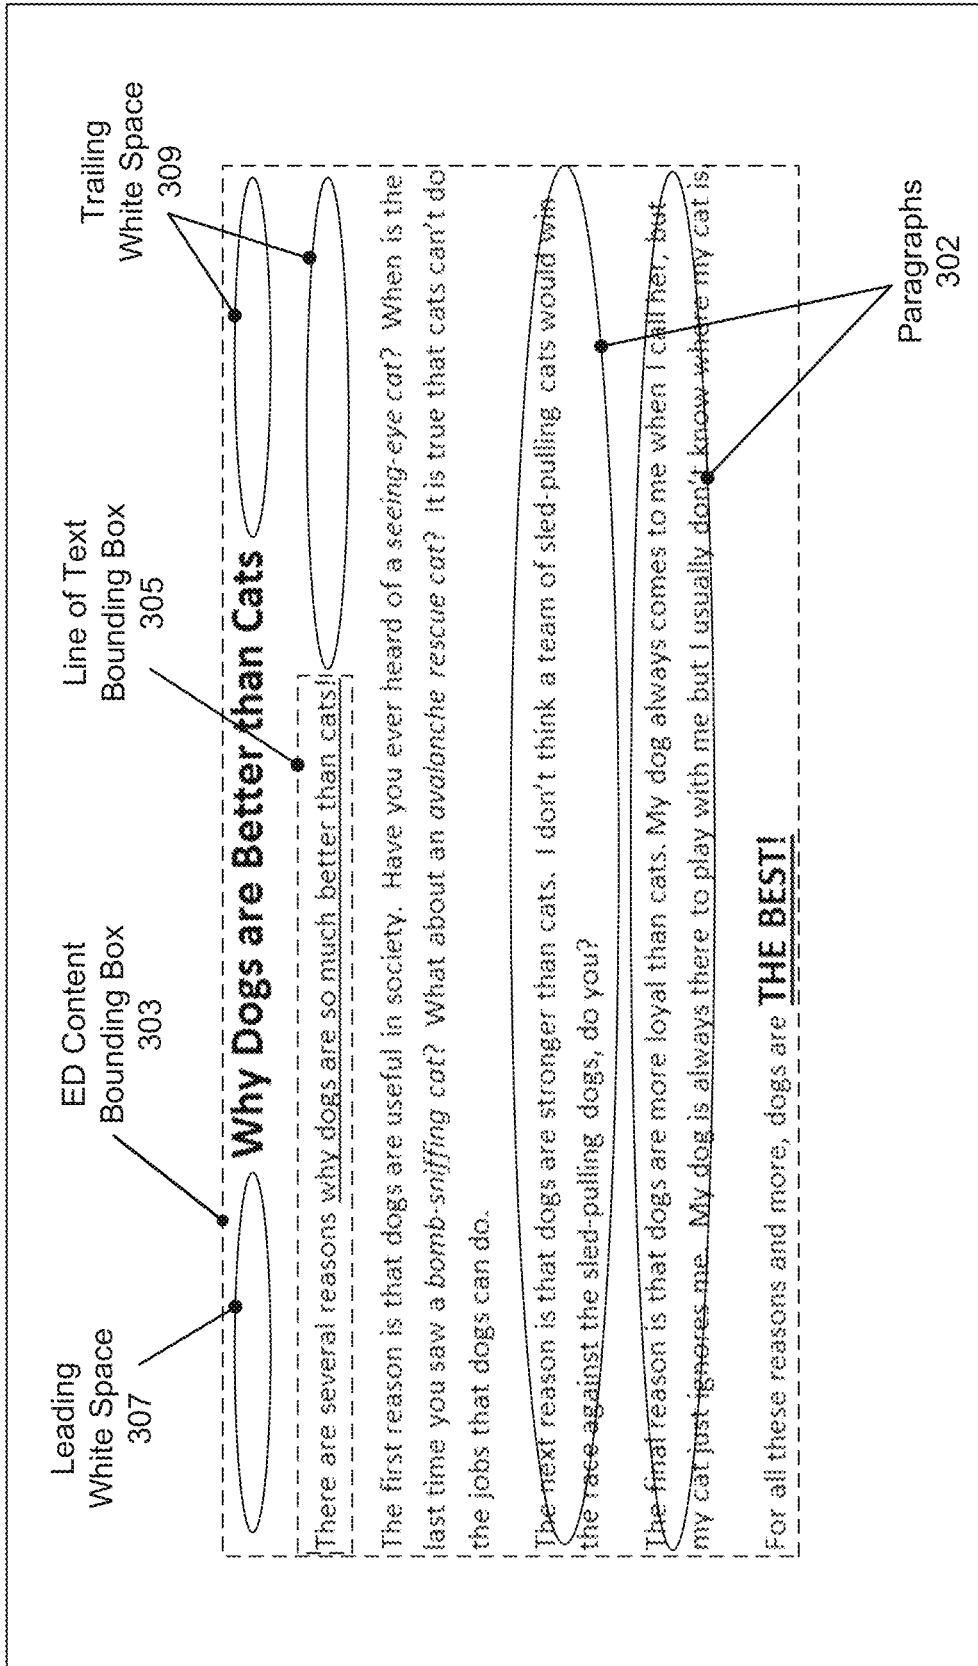 Leading
White Space
307
ED Content
Bounding Box
303
Line of Text
Bounding Box
305
Trailing
White Space
309
Why Dogs are Better than Cats
There are several reasons why dogs are so much better than cats!
The first reason is that dogs are useful in society. Have you ever heard of a seeing-eye cat? When is the
last time you saw a bomb-sniffing cat? What about an avalanche rescue cat? It is true that cats can't do
the jobs that dogs can do.
The next reason is that dogs are stronger than cats. I don't think a team of sled-pulling cats would win
the race against the sled-pulling dogs, do you?
The final reason is that dogs are more loyal than cats. My dog always comes to me when I call her, but
my cat just ignores me. My dog is always there to play with me but I usually don't know where my cat is.
For all these reasons and more, dogs are THE BEST!
Paragraphs
302